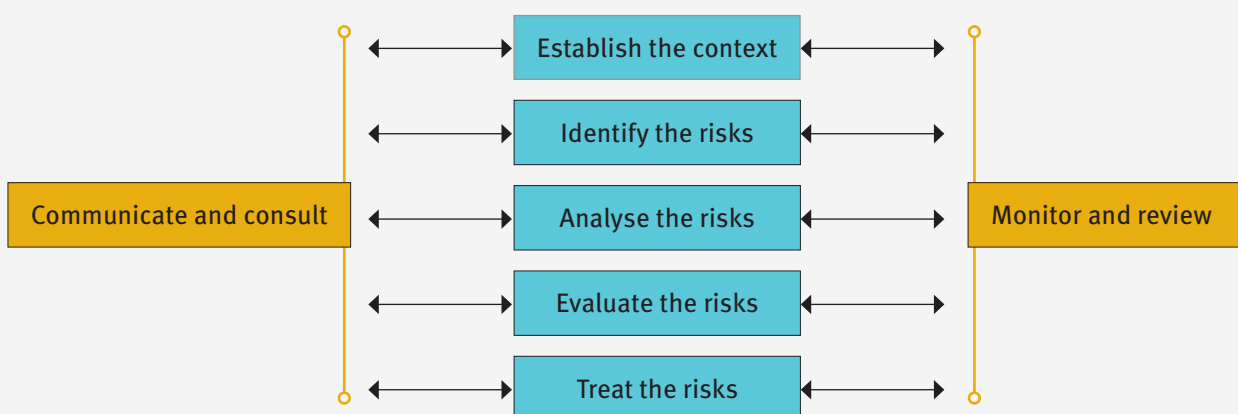 Establish the context
Identify the risks
Communicate and consult
Analyse the risks
Monitor and review
Evaluate the risks
Treat the risks